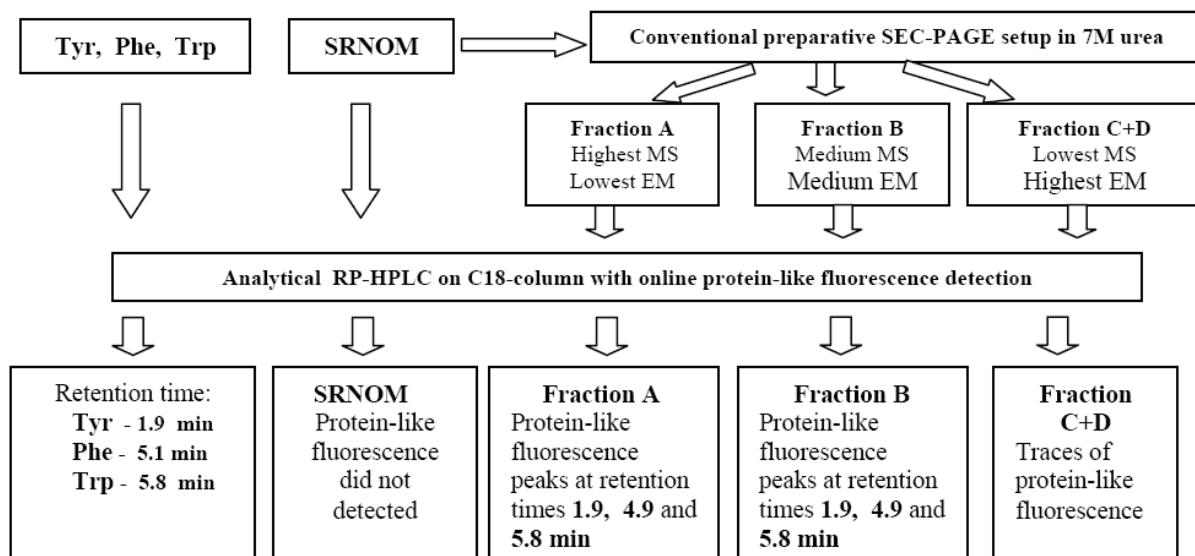 Tyr, Phe, Trp
SRNOM
Conventional preparative SEC-PAGE setup in 7M urea
Fraction A
Highest MS
Lowest EM
Fraction B
Medium MS
Medium EM
Fraction C+D
Lowest MS
Highest EM
Analytical RP-HPLC on C18-column with online protein-like fluorescence detection
Retention time:
Tyr - 1.9 min
Phe - 5.1 min
Trp - 5.8 min
SRNOM
Protein-like
fluorescence
did not
detected
Fraction A
Protein-like
fluorescence
peaks at retention
times 1.9, 4.9 and
5.8 min
Fraction B
Protein-like
fluorescence
peaks at retention
times 1.9, 4.9 and
5.8 min
Fraction
C+D
Traces of
protein-like
fluorescence